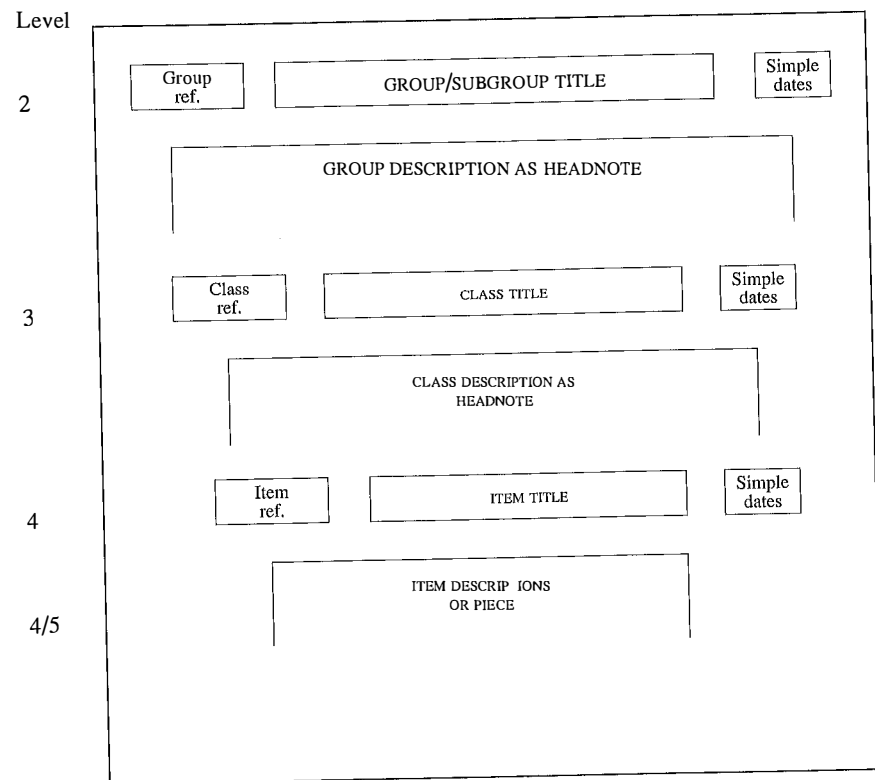 Level
2
Group ref.
GROUP/SUBGROUP TITLE
Simple dates
GROUP DESCRIPTION AS HEADNOTE
3
Class ref.
CLASS TITLE
Simple dates
CLASS DESCRIPTION AS
HEADNOTE
4
Item ref.
ITEM TITLE
Simple dates
4/5
ITEM DESCRIP IONS
OR PIECE